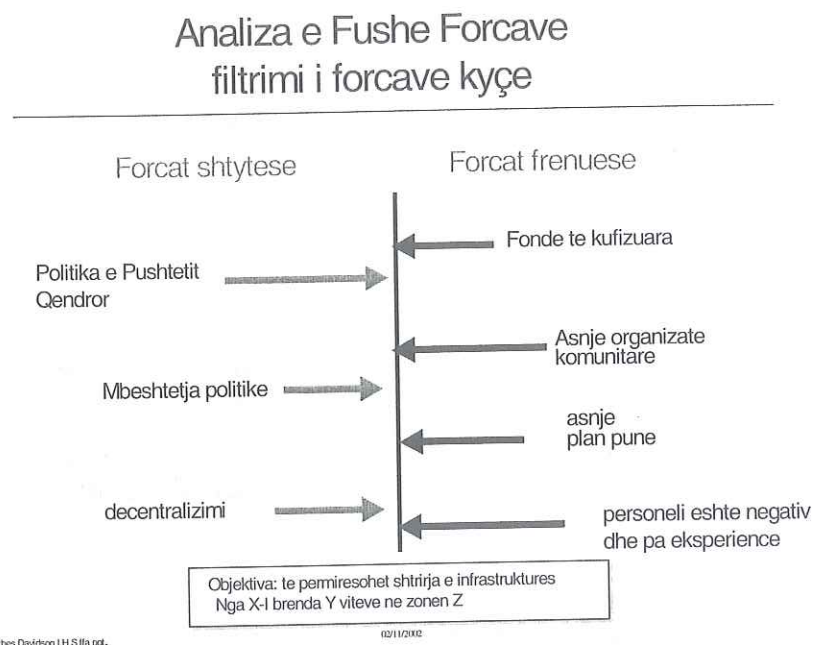 Analiza e Fushe Forcave
filtrimi i forcave kyçe
Forcat shtytese
Forcat frenuese
Fonde te kufizuara
Politika e Pushtetit
Qendror
Asnje organizate
komunitare
Mbeshtetja politike
asnje
plan pune
decentralizimi
personeli eshte negativ
dhe pa eksperience
Objektiva: te permiresohet shtrirja e infrastruktures
Nga X-I brenda Y viteve ne zonen Z
02/11/2002
Davidson I.H.S